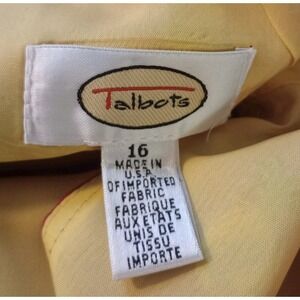 Talbots
16
MADE IN
U.S.A.
OF IMPORTED
FABRIC
FABRIQUE
AUX ETATS
UNIS DE
TISSU
IMPORTE